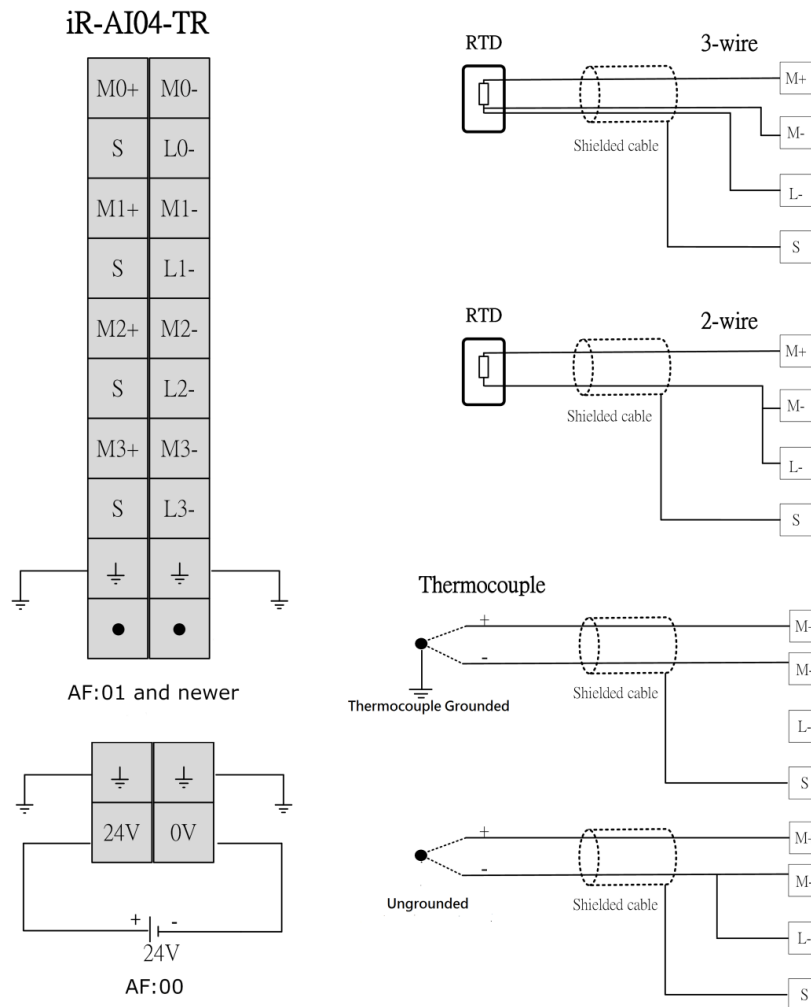 iR-AI04-TR
M0+ M0-
S L0-
M1+ M1-
S L1-
M2+ M2-
S L2-
M3+ M3-
S L3-
AF:01 and newer
24V 0V
+ -
24V
AF:00
RTD 3-wire
M+
Shielded cable
M-
L-
S
RTD 2-wire
M+
Shielded cable
M-
L-
S
Thermocouple
+
-
M-
Thermocouple Grounded
Shielded cable
L-
S
+
-
M-
Ungrounded
Shielded cable
L-
S